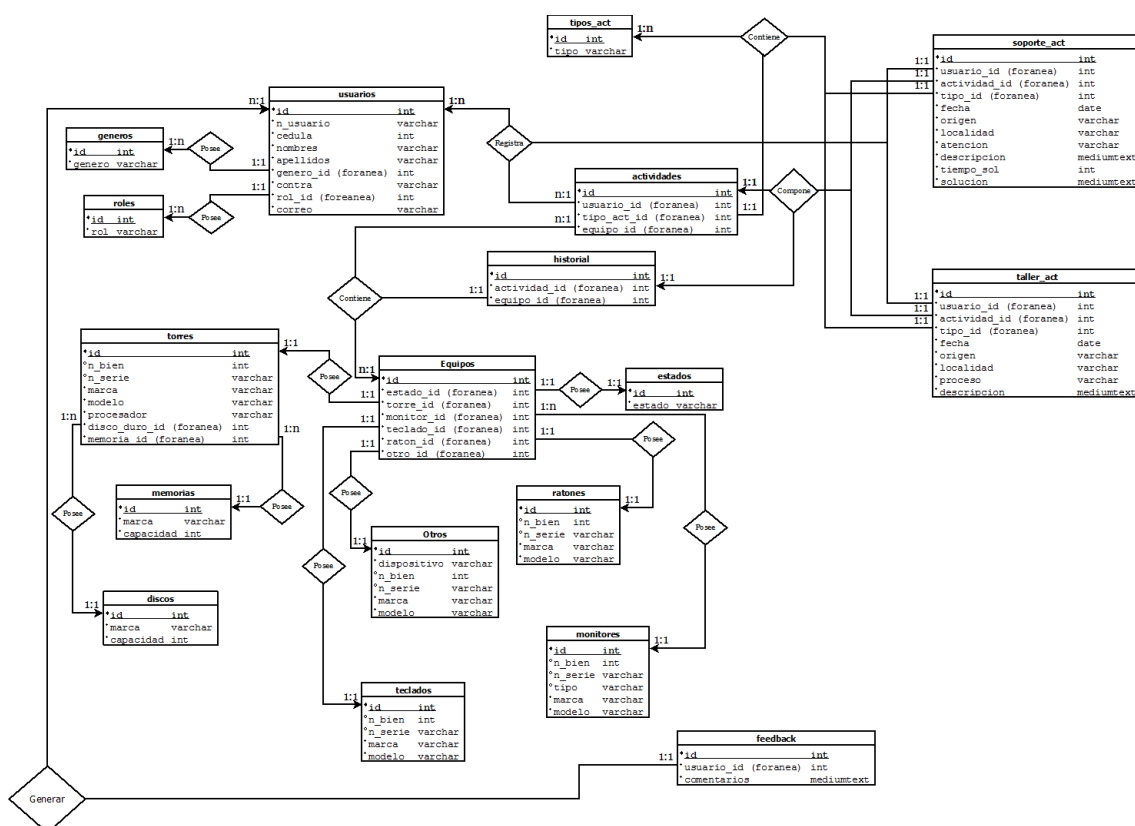 tipos_act
*id int
*tipo varchar
1:n
Contiene
soporte_act
*id int
*usuario_id (foranea) int
*actividad_id (foranea) int
*tipo_id (foranea) int
*fecha date
*origen varchar
*localidad varchar
*atencion varchar
*descripcion mediumtext
*tiempo_sol int
*solucion mediumtext
1:1
1:1
1:1
n:1
usuarios
*id int
*n_usuario varchar
*cedula int
*nombres varchar
*apellidos varchar
*genero_id (foranea) int
*contra varchar
*rol_id (foreanea) int
*correo varchar
1:n
1:1
1:1
generos
*id int
*genero varchar
1:n
Posee
roles
*id int
*rol varchar
1:n
Posee
Registra
actividades
*id int
*usuario_id (foranea) int
*tipo_act_id (foranea) int
*equipo_id (foranea) int
n:1
n:1
1:1
1:1
Compone
historial
*id int
*actividad_id (foranea) int
*equipo_id (foranea) int
1:1
1:1
Contiene
taller_act
*id int
*usuario_id (foranea) int
*actividad_id (foranea) int
*tipo_id (foranea) int
*fecha date
*origen varchar
*localidad varchar
*proceso varchar
*descripcion mediumtext
1:1
1:1
1:1
torres
*id int
°n_bien int
°n_serie varchar
*marca varchar
*modelo varchar
*procesador varchar
*disco_duro_id (foranea) int
*memoria_id (foranea) int
1:1
1:n
1:n
Posee
Equipos
*id int
*estado_id (foranea) int
*torre_id (foranea) int
*monitor_id (foranea) int
*teclado_id (foranea) int
*raton_id (foranea) int
*otro_id (foranea) int
n:1
1:1
1:1
1:1
1:1
1:n
1:1
Posee
1:1
estados
*id int
*estado varchar
Posee
memorias
*id int
*marca varchar
*capacidad int
1:1
Posee
Posee
Posee
ratones
*id int
°n_bien int
°n_serie varchar
*marca varchar
*modelo varchar
1:1
Posee
Otros
*id int
*dispositivo varchar
°n_bien int
°n_serie varchar
*marca varchar
*modelo varchar
1:1
Posee
discos
*id int
*marca varchar
*capacidad int
1:1
monitores
*id int
°n_bien int
°n_serie varchar
°tipo varchar
*marca varchar
*modelo varchar
1:1
teclados
*id int
°n_bien int
°n_serie varchar
*marca varchar
*modelo varchar
1:1
feedback
*id int
*usuario_id (foranea) int
*comentarios mediumtext
1:1
Generar